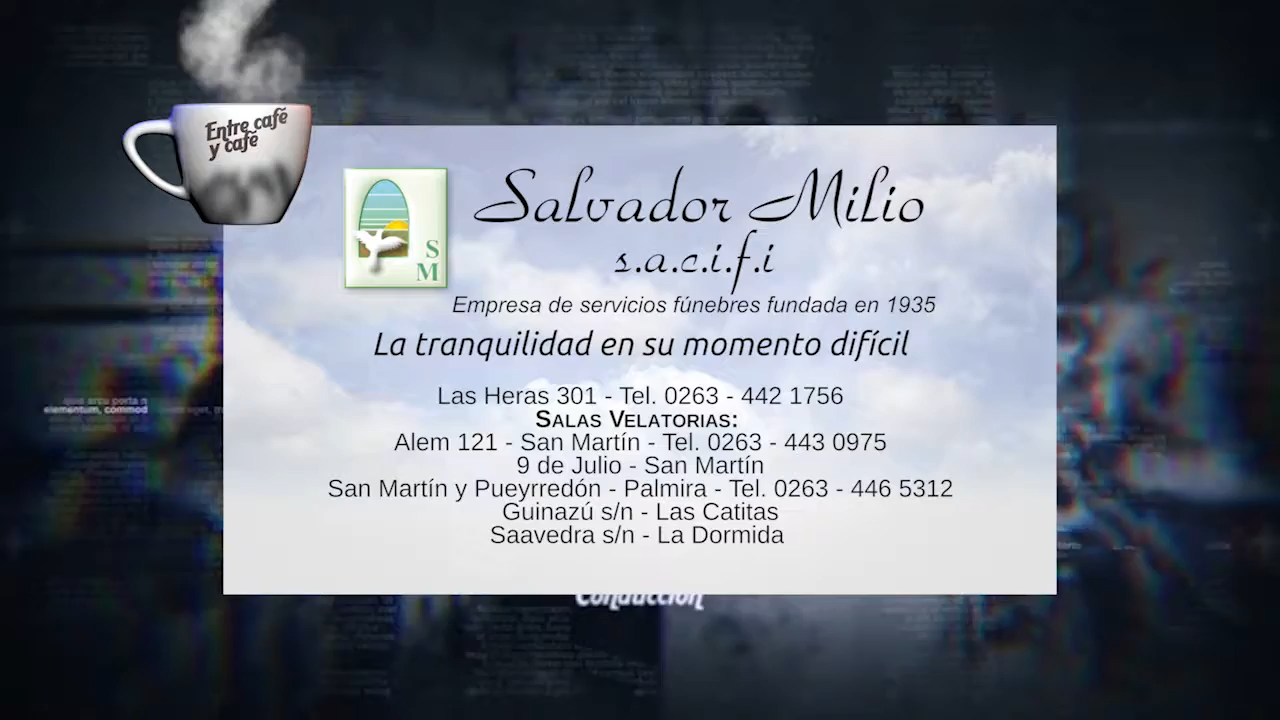 Entre café
y café
Salvador Milio
s.a.c.i.f.i
S
M
Empresa de servicios fúnebres fundada en 1935
La tranquilidad en su momento difícil
Las Heras 301 - Tel. 0263 - 442 1756
SALAS VELATORIAS:
Alem 121 - San Martín - Tel. 0263 - 443 0975
9 de Julio - San Martín
San Martín y Pueyrredón - Palmira - Tel. 0263 - 446 5312
Guinazú s/n - Las Catitas
Saavedra s/n - La Dormida
elementum, commod
Conducción